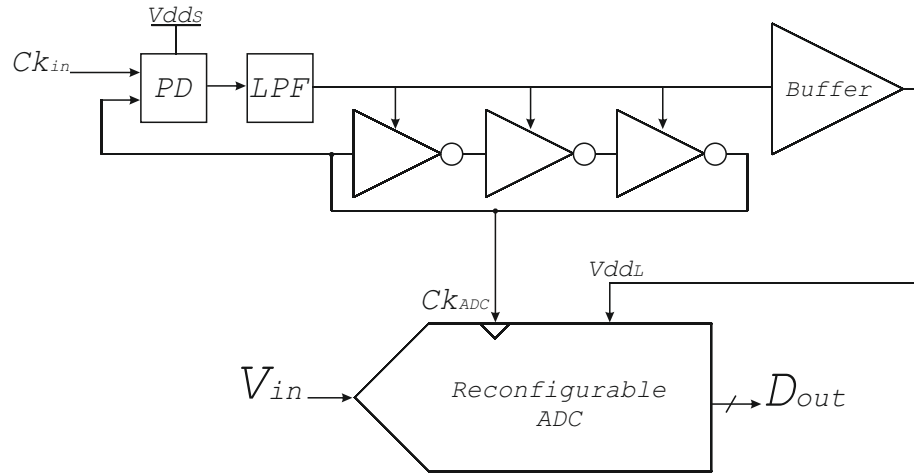 VddS
Ckin
PD
LPF
Buffer
VddL
CkADC
Vin
Reconfigurable
ADC
Dout